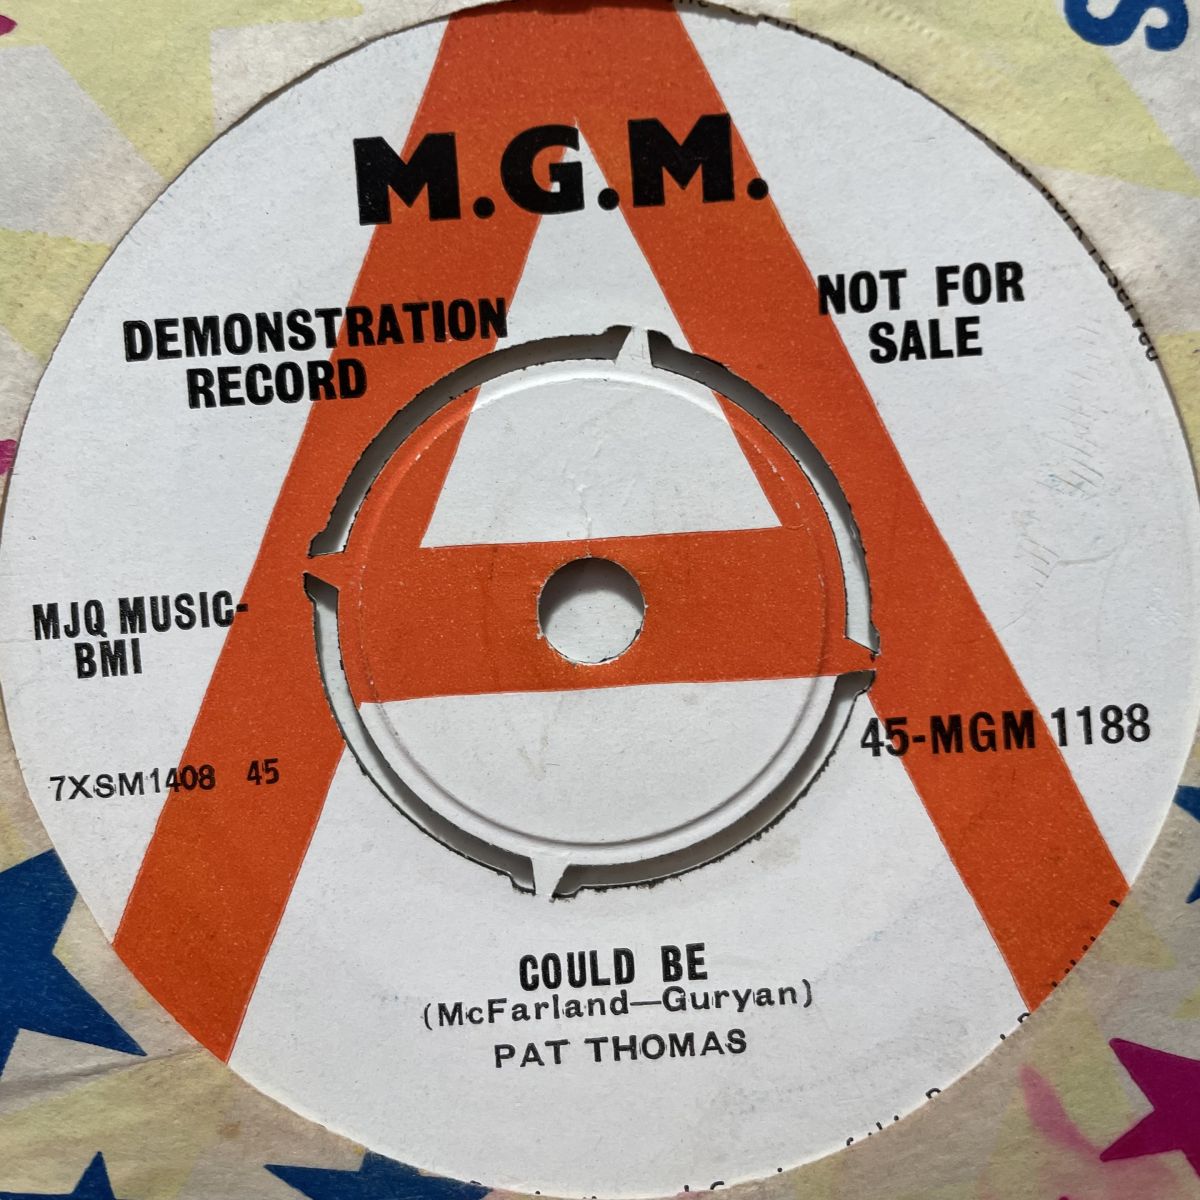 M.G.M.
DEMONSTRATION
RECORD
NOT FOR
SALE
MJQ MUSIC-
BMI
7XSM1408 45
45-MGM 1188
COULD BE
(McFarland—Guryan)
PAT THOMAS